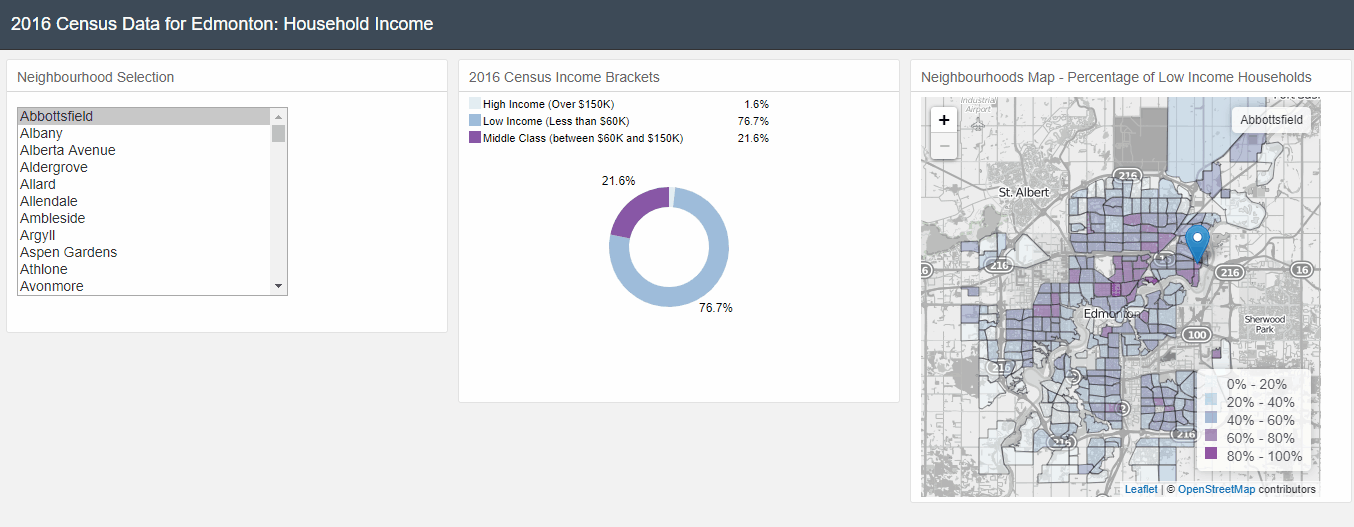 2016 Census Data for Edmonton: Household Income
Neighbourhood Selection
Abbottsfield
Albany
Alberta Avenue
Aldergrove
Allard
Allendale
Ambleside
Argyll
Aspen Gardens
Athlone
Avonmore
2016 Census Income Brackets
High Income (Over $150K) 1.6%
Low Income (Less than $60K) 76.7%
Middle Class (between $60K and $150K) 21.6%
21.6%
76.7%
Neighbourhoods Map - Percentage of Low Income Households
+
−
Industrial
Airport
Abbottsfield
216
St. Albert
216
216
16
Edmonton
Sherwood
Park
100
216
2
216
216
0% - 20%
20% - 40%
40% - 60%
60% - 80%
80% - 100%
Leaflet | © OpenStreetMap contributors